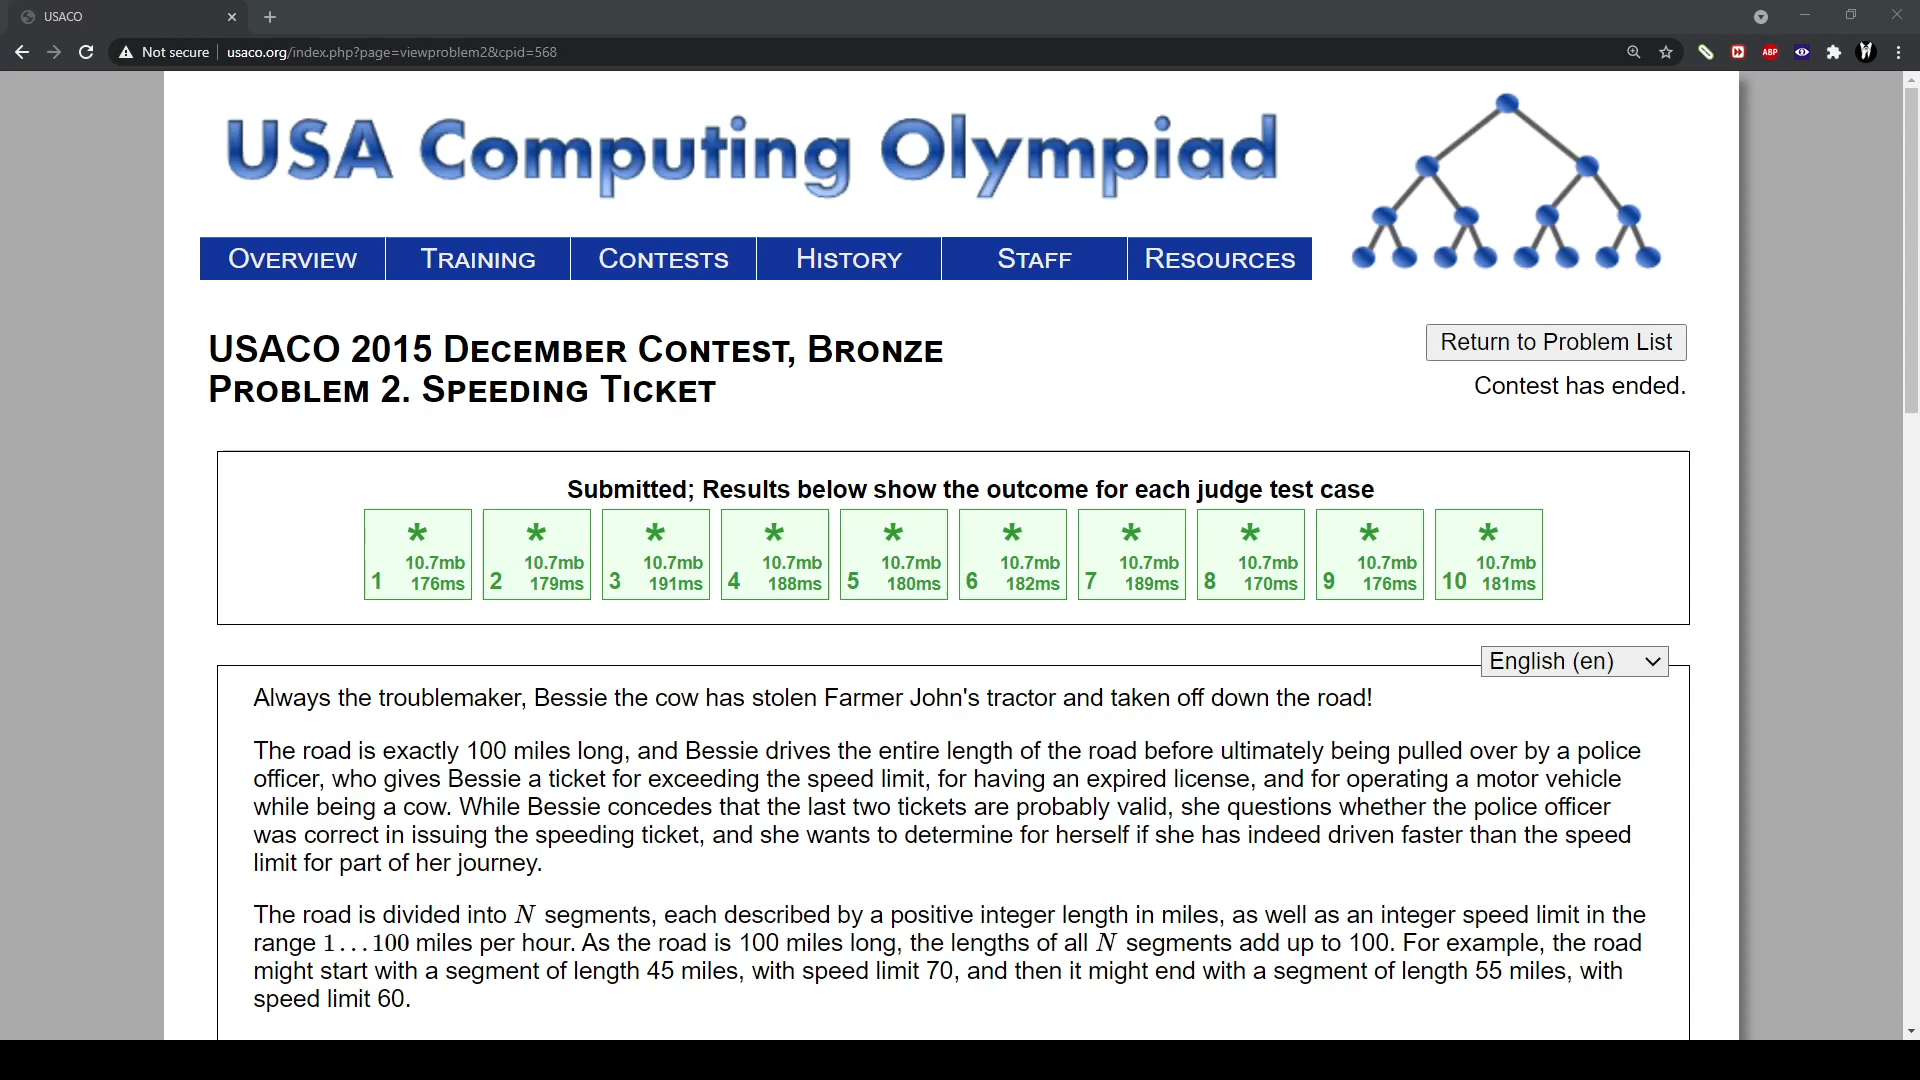 USACO
Not secure
usaco.org/index.php?page=viewproblem2&cpid=568
ABP
USA Computing Olympiad
OVERVIEW TRAINING CONTESTS HISTORY STAFF RESOURCES
USACO 2015 DECEMBER CONTEST, BRONZE
PROBLEM 2. SPEEDING TICKET
Return to Problem List
Contest has ended.
Submitted; Results below show the outcome for each judge test case
* * * * * * * * * *
10.7mb 10.7mb 10.7mb 10.7mb 10.7mb 10.7mb 10.7mb 10.7mb 10.7mb 10.7mb
1 176ms 2 179ms 3 191ms 4 188ms 5 180ms 6 182ms 7 189ms 8 170ms 9 176ms 10 181ms
English (en)
Always the troublemaker, Bessie the cow has stolen Farmer John's tractor and taken off down the road!
The road is exactly 100 miles long, and Bessie drives the entire length of the road before ultimately being pulled over by a police
officer, who gives Bessie a ticket for exceeding the speed limit, for having an expired license, and for operating a motor vehicle
while being a cow. While Bessie concedes that the last two tickets are probably valid, she questions whether the police officer
was correct in issuing the speeding ticket, and she wants to determine for herself if she has indeed driven faster than the speed
limit for part of her journey.
The road is divided into N segments, each described by a positive integer length in miles, as well as an integer speed limit in the
range 1…100 miles per hour. As the road is 100 miles long, the lengths of all N segments add up to 100. For example, the road
might start with a segment of length 45 miles, with speed limit 70, and then it might end with a segment of length 55 miles, with
speed limit 60.